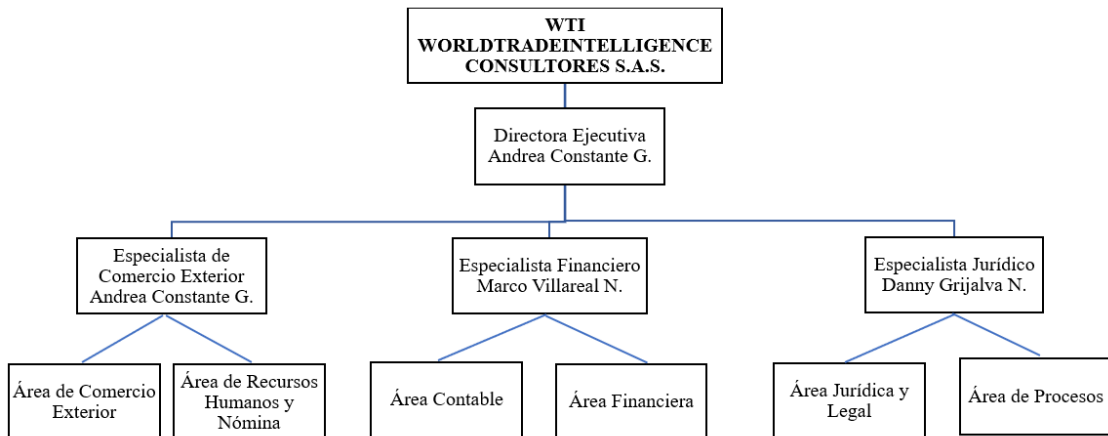 WTI
WORLDTRADEINTELLIGENCE
CONSULTORES S.A.S.
Directora Ejecutiva
Andrea Constante G.
Especialista de
Comercio Exterior
Andrea Constante G.
Especialista Financiero
Marco Villareal N.
Especialista Jurídico
Danny Grijalva N.
Área de Comercio
Exterior
Área de Recursos
Humanos y
Nómina
Área Contable
Área Financiera
Área Jurídica y
Legal
Área de Procesos